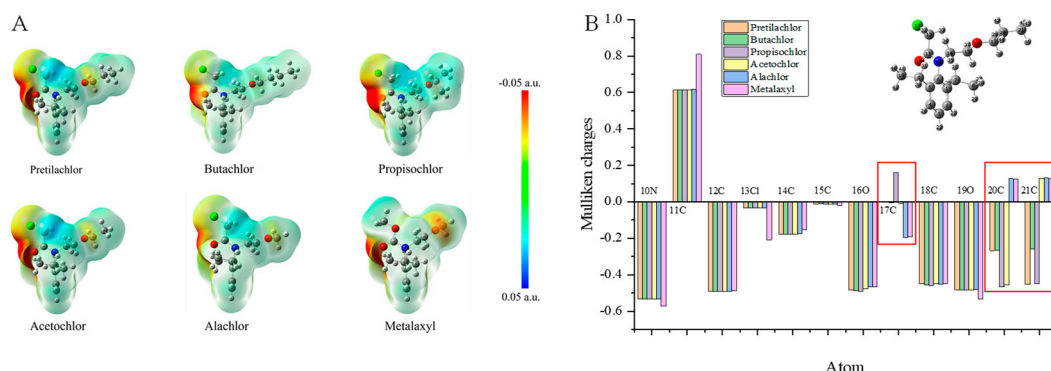 A
Pretilachlor
Butachlor
Propisochlor
Acetochlor
Alachlor
Metalaxyl
-0.05 a.u.
0.05 a.u.
B
Mulliken charges
1.0
0.8
0.6
0.4
0.2
0.0
-0.2
-0.4
-0.6
Pretilachlor
Butachlor
Propisochlor
Acetochlor
Alachlor
Metalaxyl
10N
11C
12C
13Cl
14C
15C
16O
17C
18C
19O
20C
21C
Atom